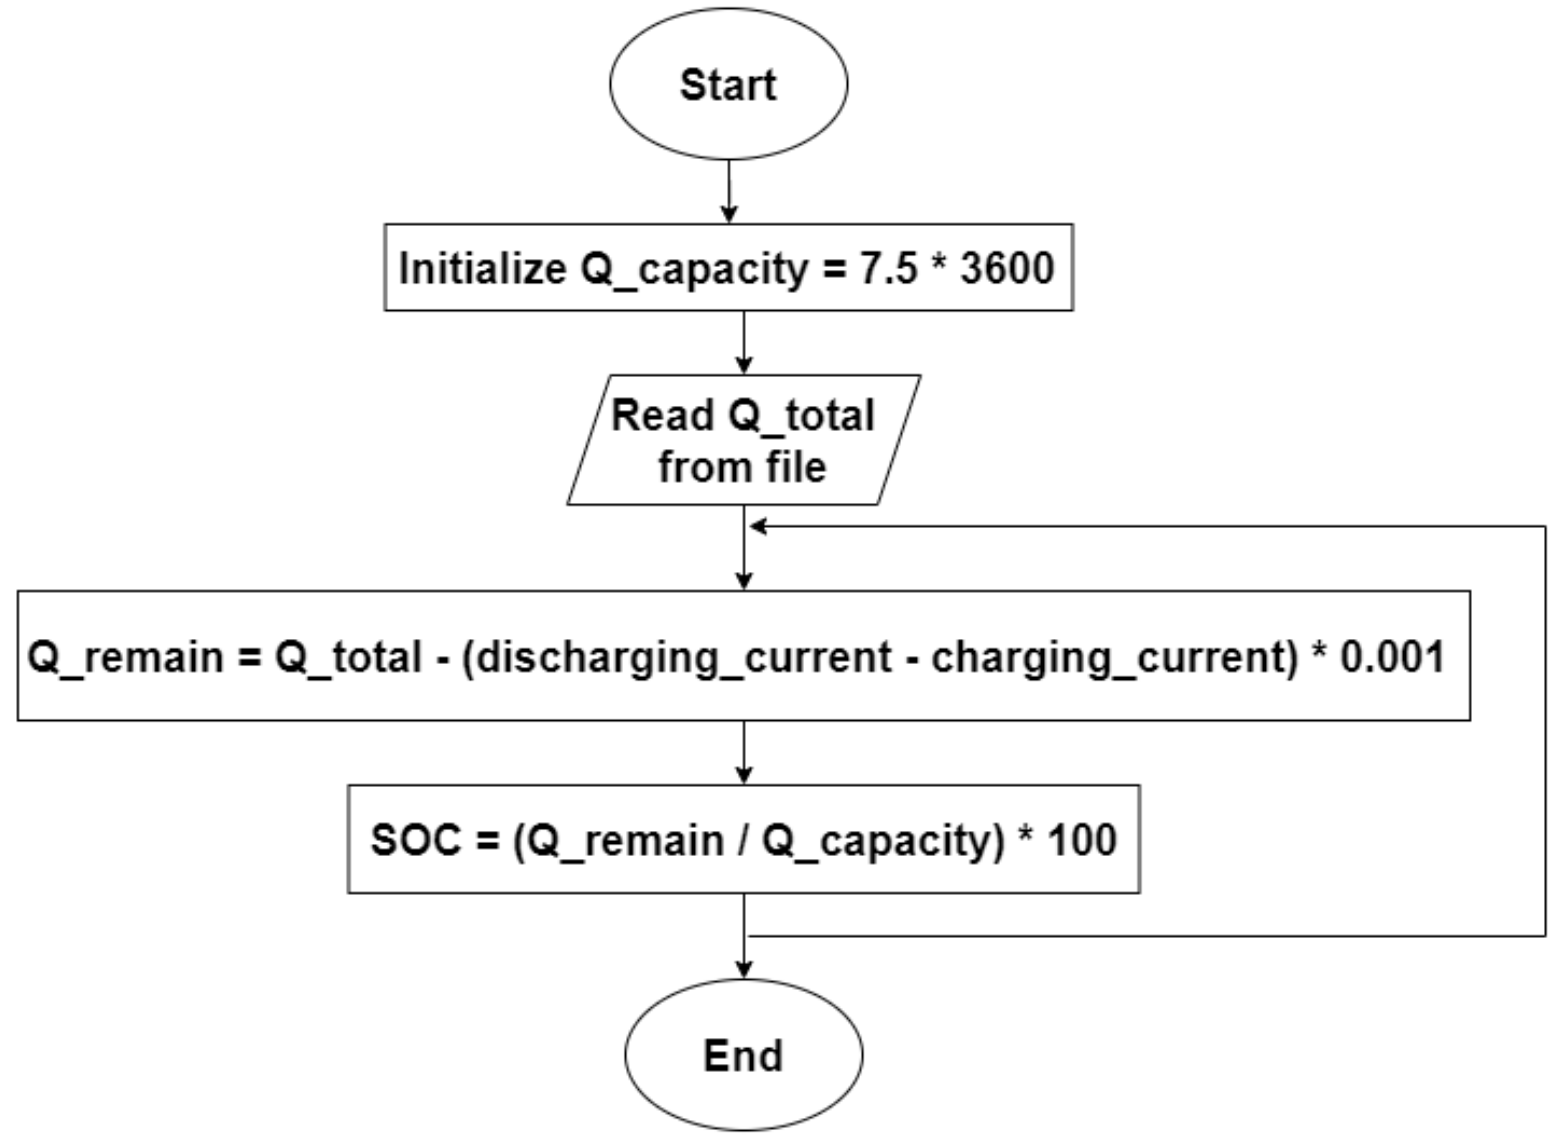 Start
Initialize Q_capacity = 7.5 * 3600
Read Q_total
from file
Q_remain = Q_total - (discharging_current - charging_current) * 0.001
SOC = (Q_remain / Q_capacity) * 100
End